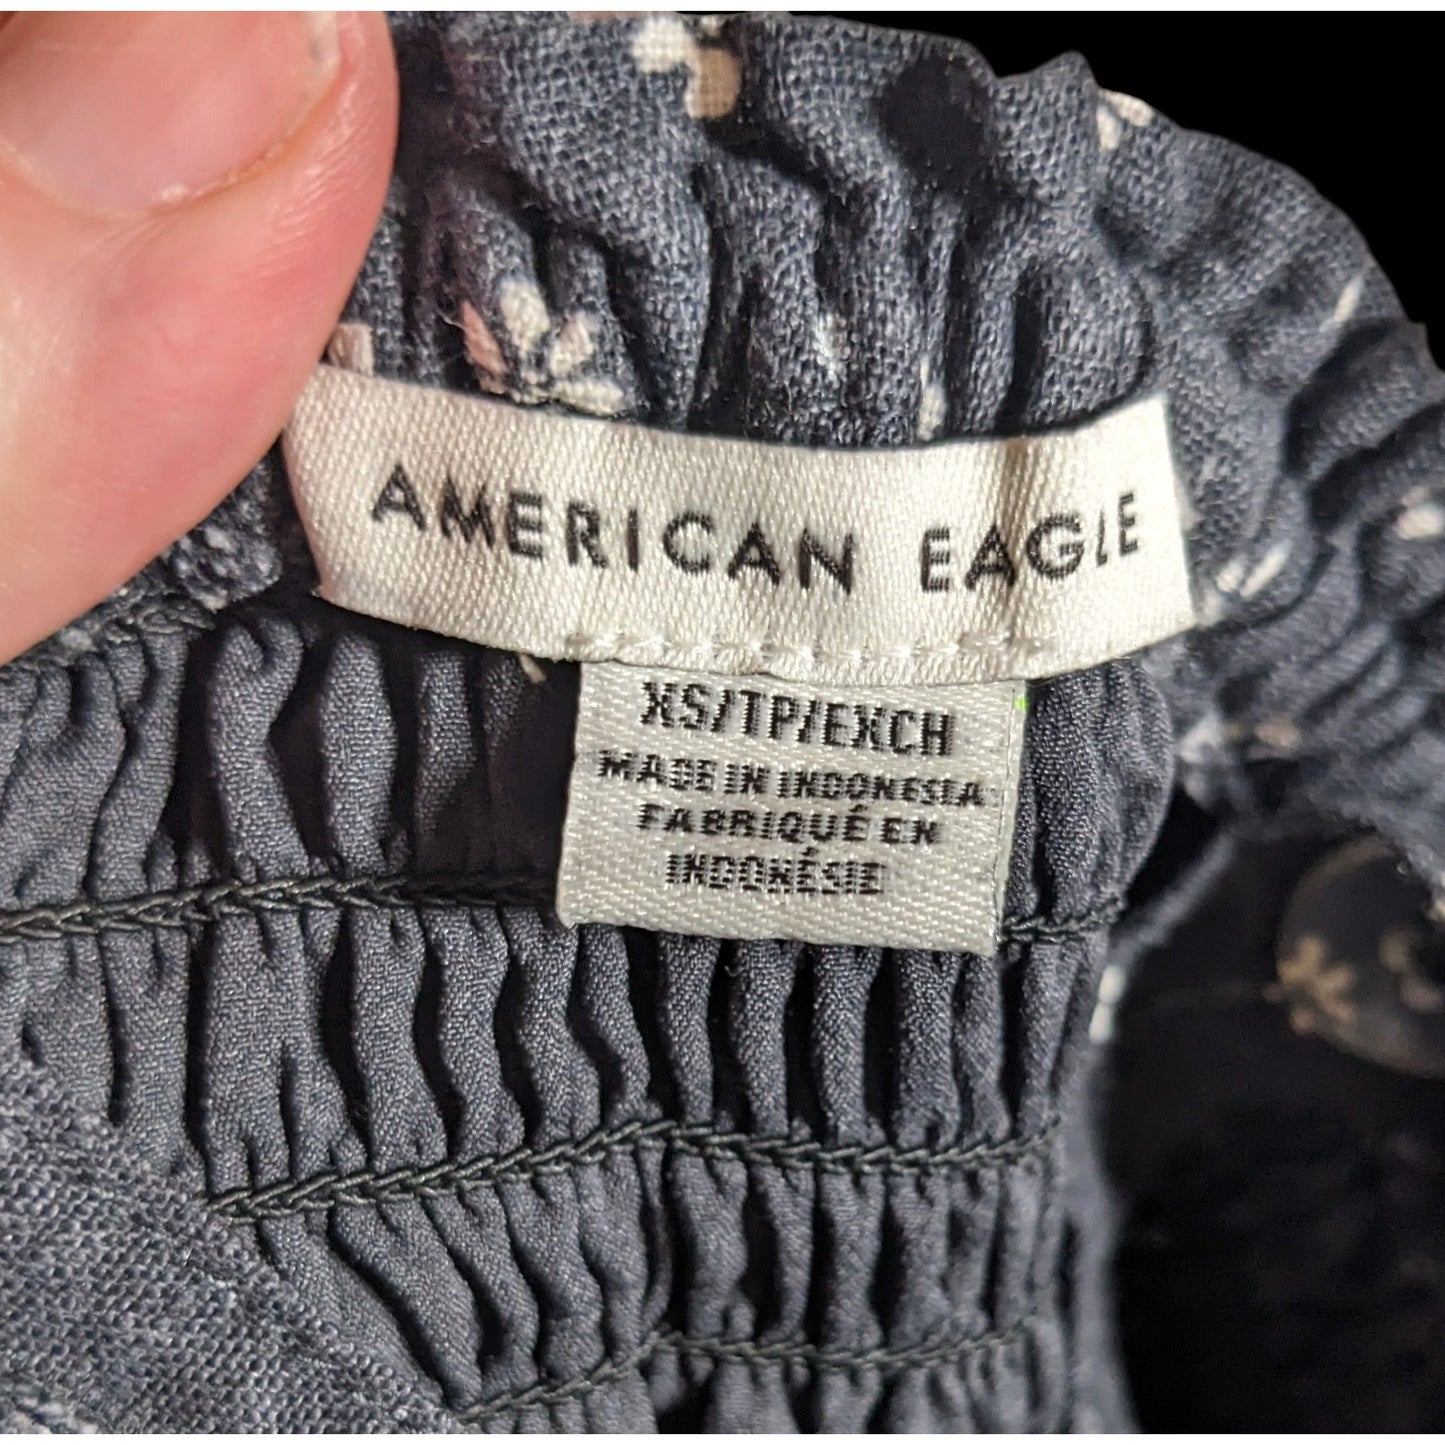 AMERICAN EAGLE
XS/TP/EXCH
MADE IN INDONESIA
FABRIQUÉ EN
INDONÉSIE